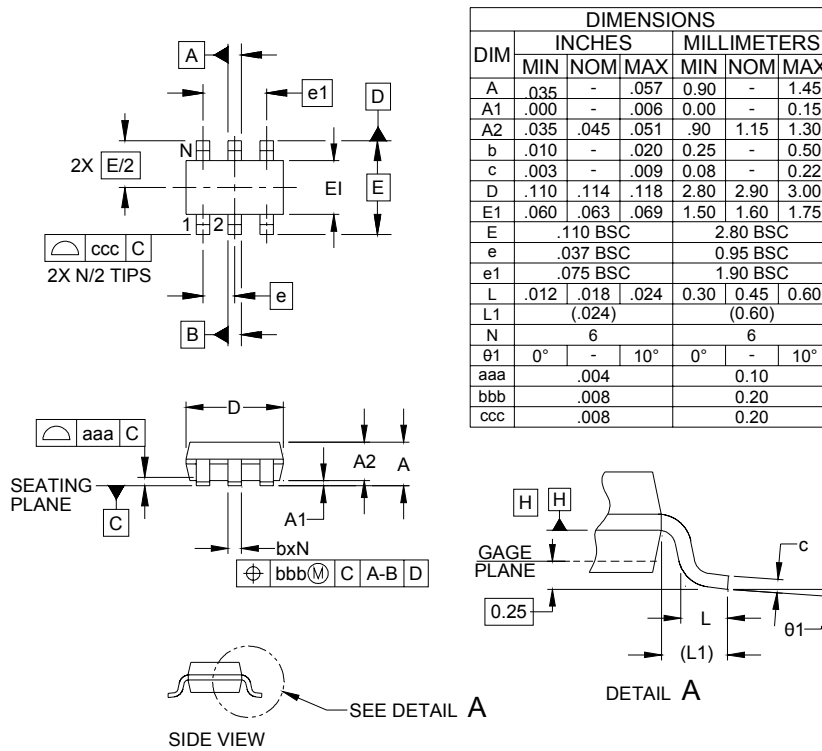 A
e1
D
N
2X E/2
EI
E
1 2
ccc C
2X N/2 TIPS
e
B
DIMENSIONS
DIM INCHES MILLIMETERS
MIN NOM MAX MIN NOM MAX
A .035 - .057 0.90 - 1.45
A1 .000 - .006 0.00 - 0.15
A2 .035 .045 .051 .90 1.15 1.30
b .010 - .020 0.25 - 0.50
c .003 - .009 0.08 - 0.22
D .110 .114 .118 2.80 2.90 3.00
E1 .060 .063 .069 1.50 1.60 1.75
E .110 BSC 2.80 BSC
e .037 BSC 0.95 BSC
e1 .075 BSC 1.90 BSC
L .012 .018 .024 0.30 0.45 0.60
L1 (.024) (0.60)
N 6 6
θ1 0° - 10° 0° - 10°
aaa .004 0.10
bbb .008 0.20
ccc .008 0.20
D
aaa C
A2 A
SEATING
PLANE
C
A1
bxN
⌖ bbbⓂ C A-B D
H H
GAGE
PLANE
c
0.25
L
θ1
(L1)
DETAIL A
SEE DETAIL A
SIDE VIEW